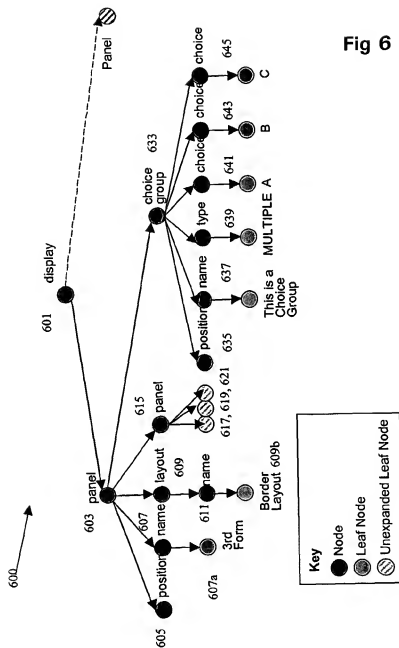 Fig 6
600
display
601
Panel
panel
603
position
605
name
607
3rd
Form
607a
layout
609
name
611
Border
Layout 609b
panel
615
617, 619, 621
choice
group
633
position
635
name
637
This is a
Choice
Group
type
639
MULTIPLE
choice
641
A
choice
643
B
choice
645
C
Key
Node
Leaf Node
Unexpanded Leaf Node